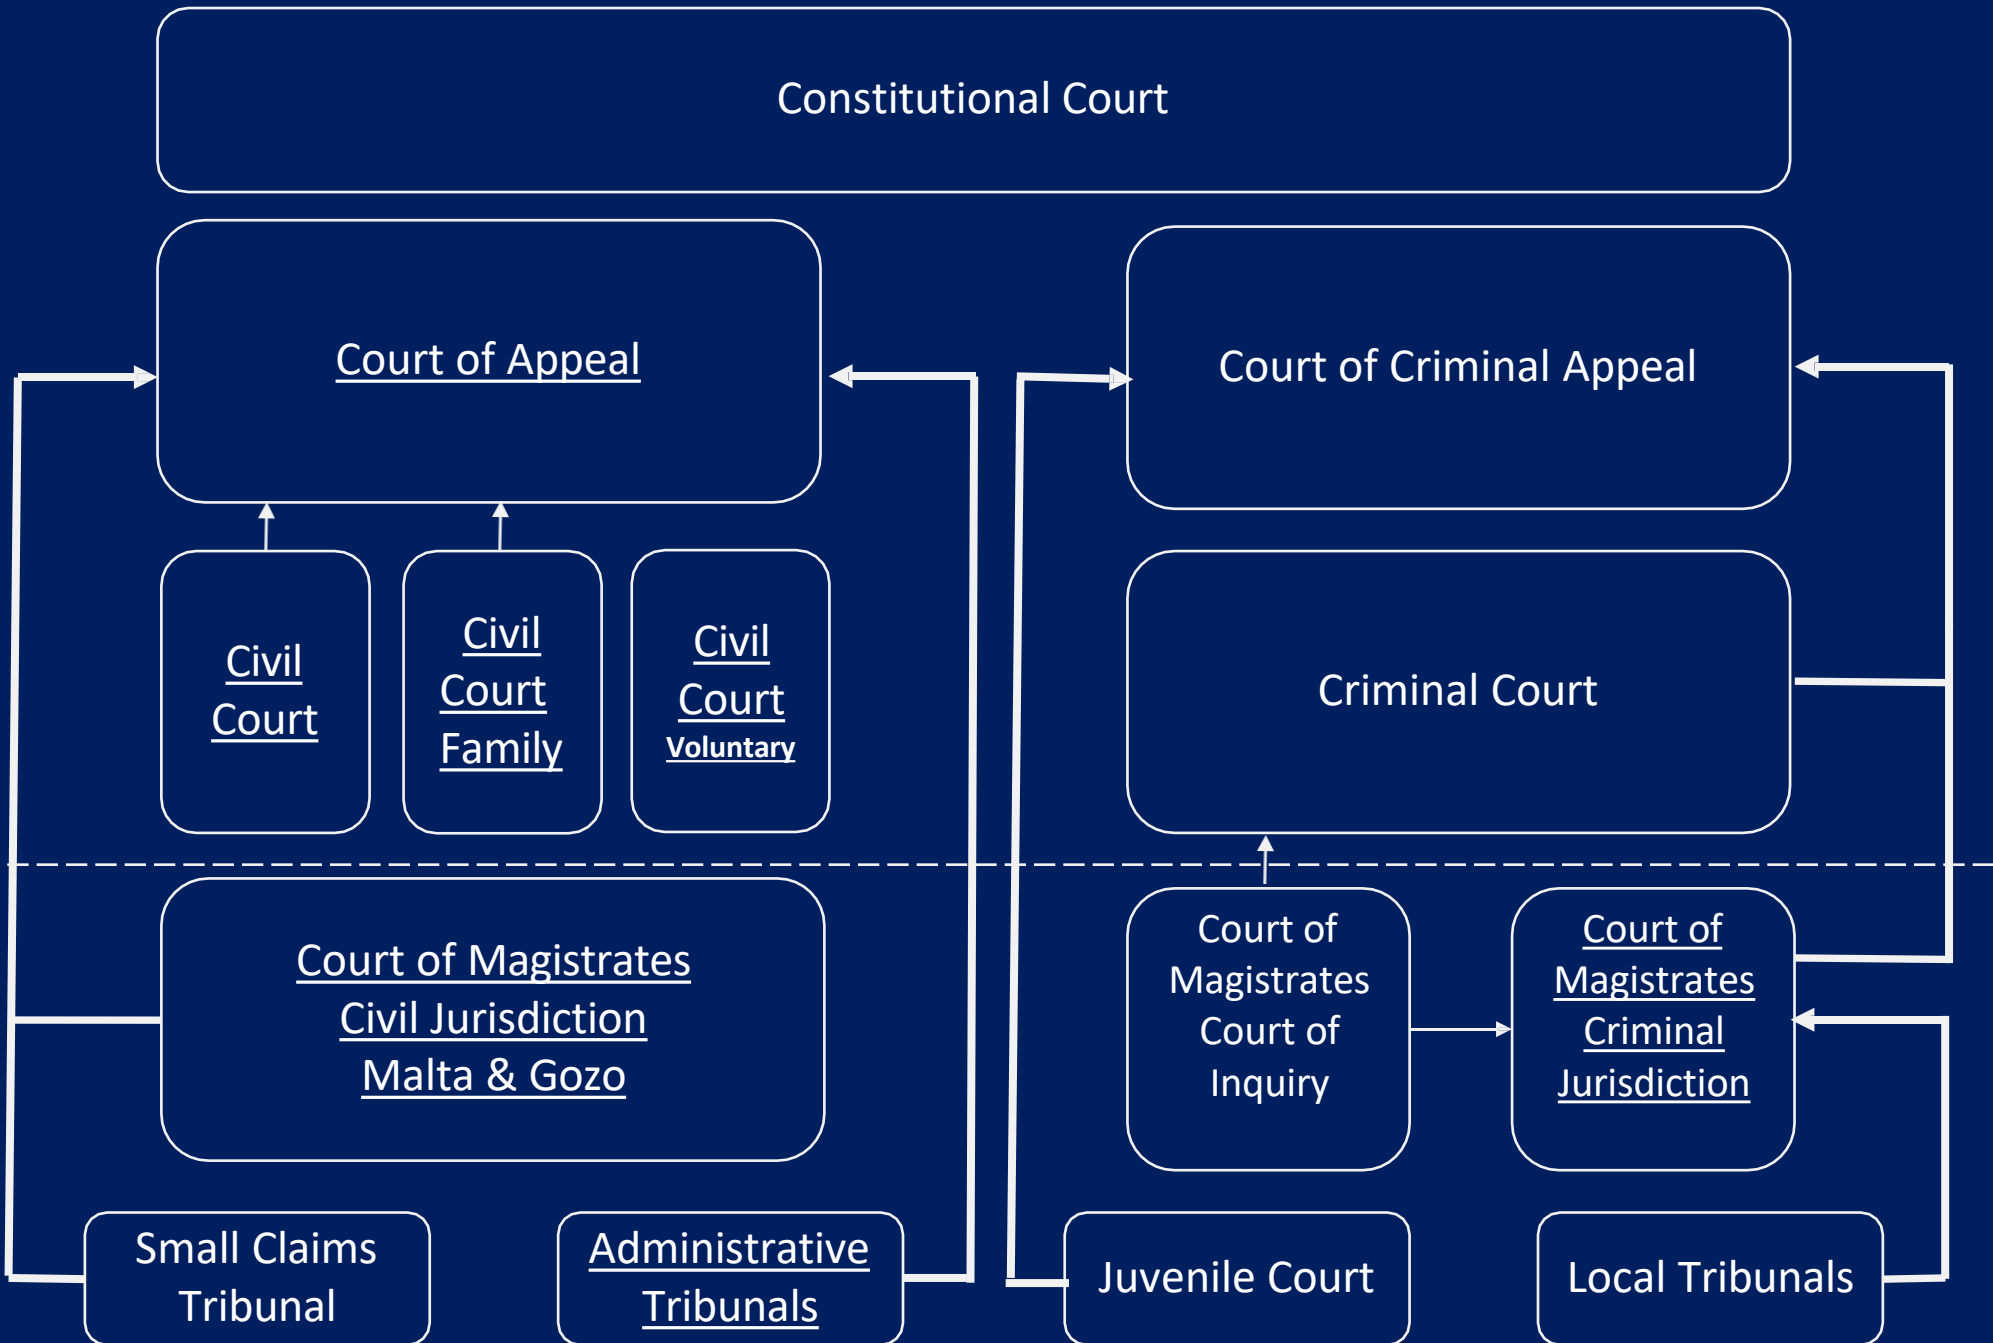 Constitutional Court
Court of Appeal
Court of Criminal Appeal
Civil
Court
Civil
Court
Family
Civil
Court
Voluntary
Criminal Court
Court of Magistrates
Civil Jurisdiction
Malta & Gozo
Court of
Magistrates
Court of
Inquiry
Court of
Magistrates
Criminal
Jurisdiction
Small Claims
Tribunal
Administrative
Tribunals
Juvenile Court
Local Tribunals